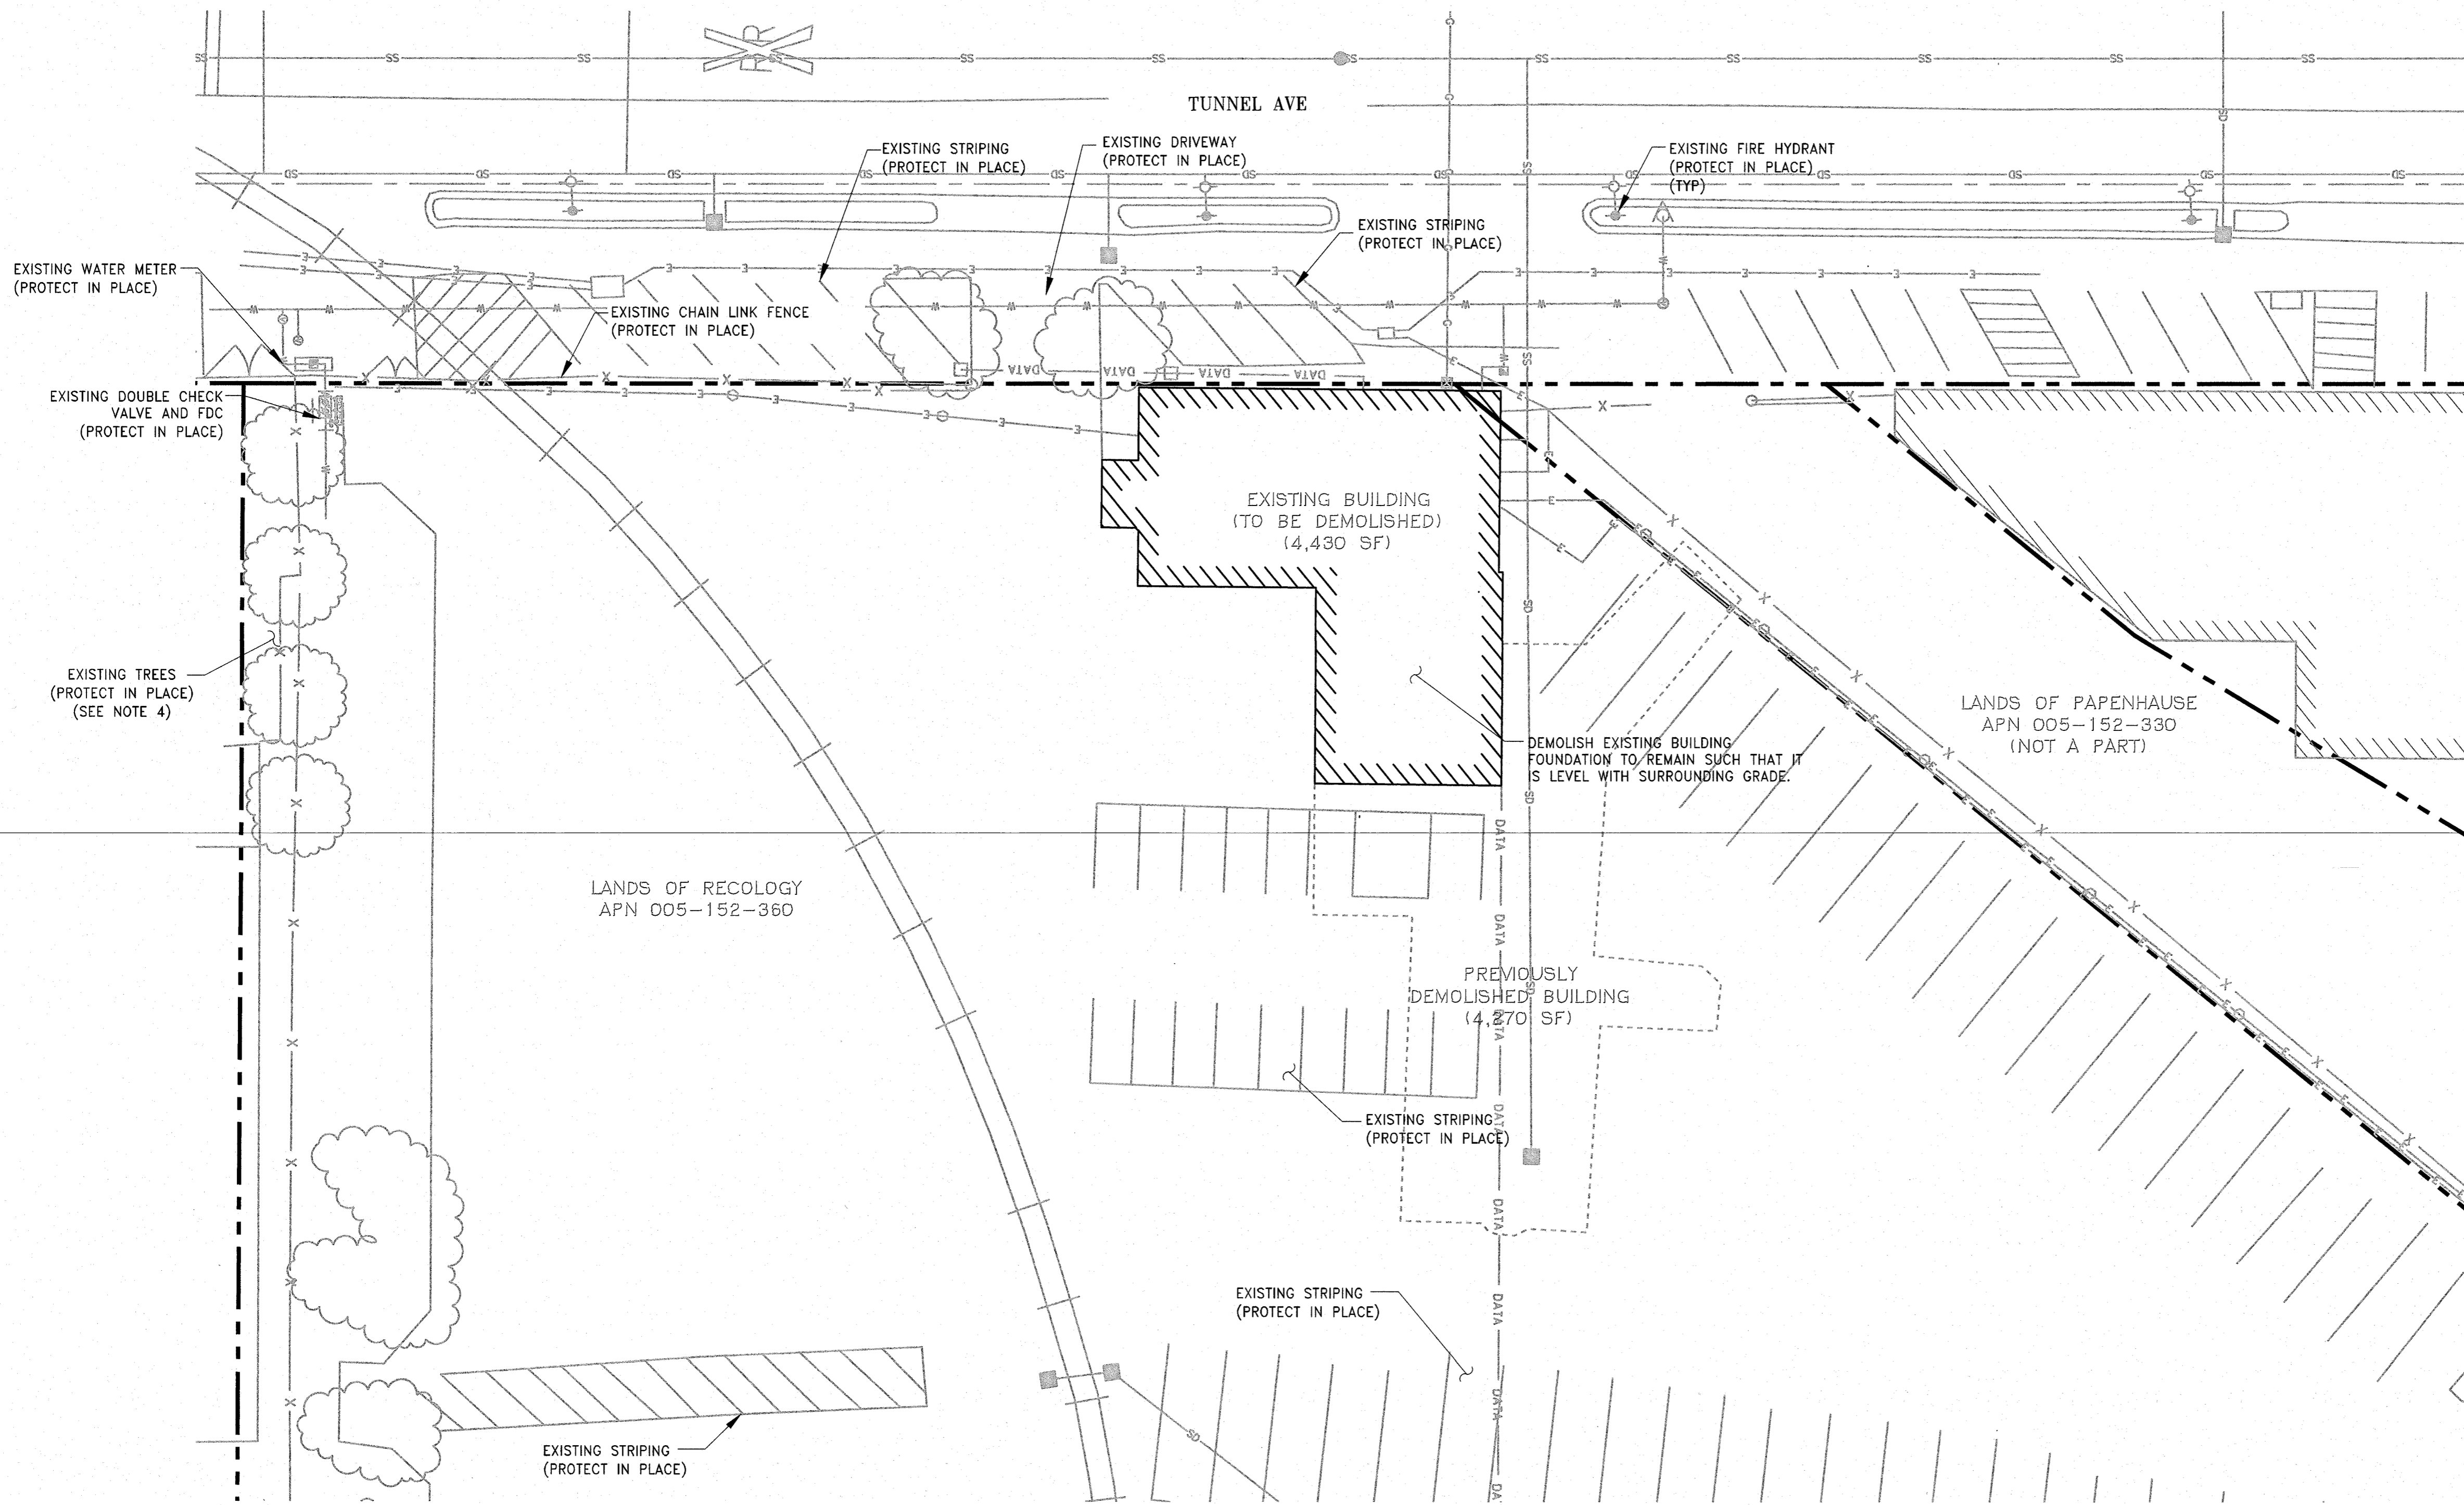 TUNNEL AVE
EXISTING STRIPING
(PROTECT IN PLACE)
EXISTING DRIVEWAY
(PROTECT IN PLACE)
EXISTING FIRE HYDRANT
(PROTECT IN PLACE)
(TYP)
EXISTING STRIPING
(PROTECT IN PLACE)
EXISTING WATER METER
(PROTECT IN PLACE)
EXISTING CHAIN LINK FENCE
(PROTECT IN PLACE)
EXISTING DOUBLE CHECK
VALVE AND FDC
(PROTECT IN PLACE)
EXISTING BUILDING
(TO BE DEMOLISHED)
(4,430 SF)
EXISTING TREES
(PROTECT IN PLACE)
(SEE NOTE 4)
LANDS OF PAPENHAUSE
APN 005-152-330
(NOT A PART)
DEMOLISH EXISTING BUILDING
FOUNDATION TO REMAIN SUCH THAT IT
IS LEVEL WITH SURROUNDING GRADE.
LANDS OF RECOLOGY
APN 005-152-360
PREVIOUSLY
DEMOLISHED BUILDING
(4,270 SF)
EXISTING STRIPING
(PROTECT IN PLACE)
EXISTING STRIPING
(PROTECT IN PLACE)
EXISTING STRIPING
(PROTECT IN PLACE)
SS
SD
DATA